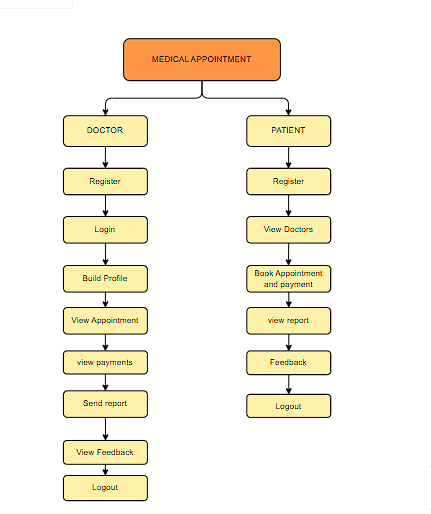 MEDICAL APPOINTMENT
DOCTOR
Register
Login
Build Profile
View Appointment
view payments
Send report
View Feedback
Logout
PATIENT
Register
View Doctors
Book Appointment
and payment
view report
Feedback
Logout